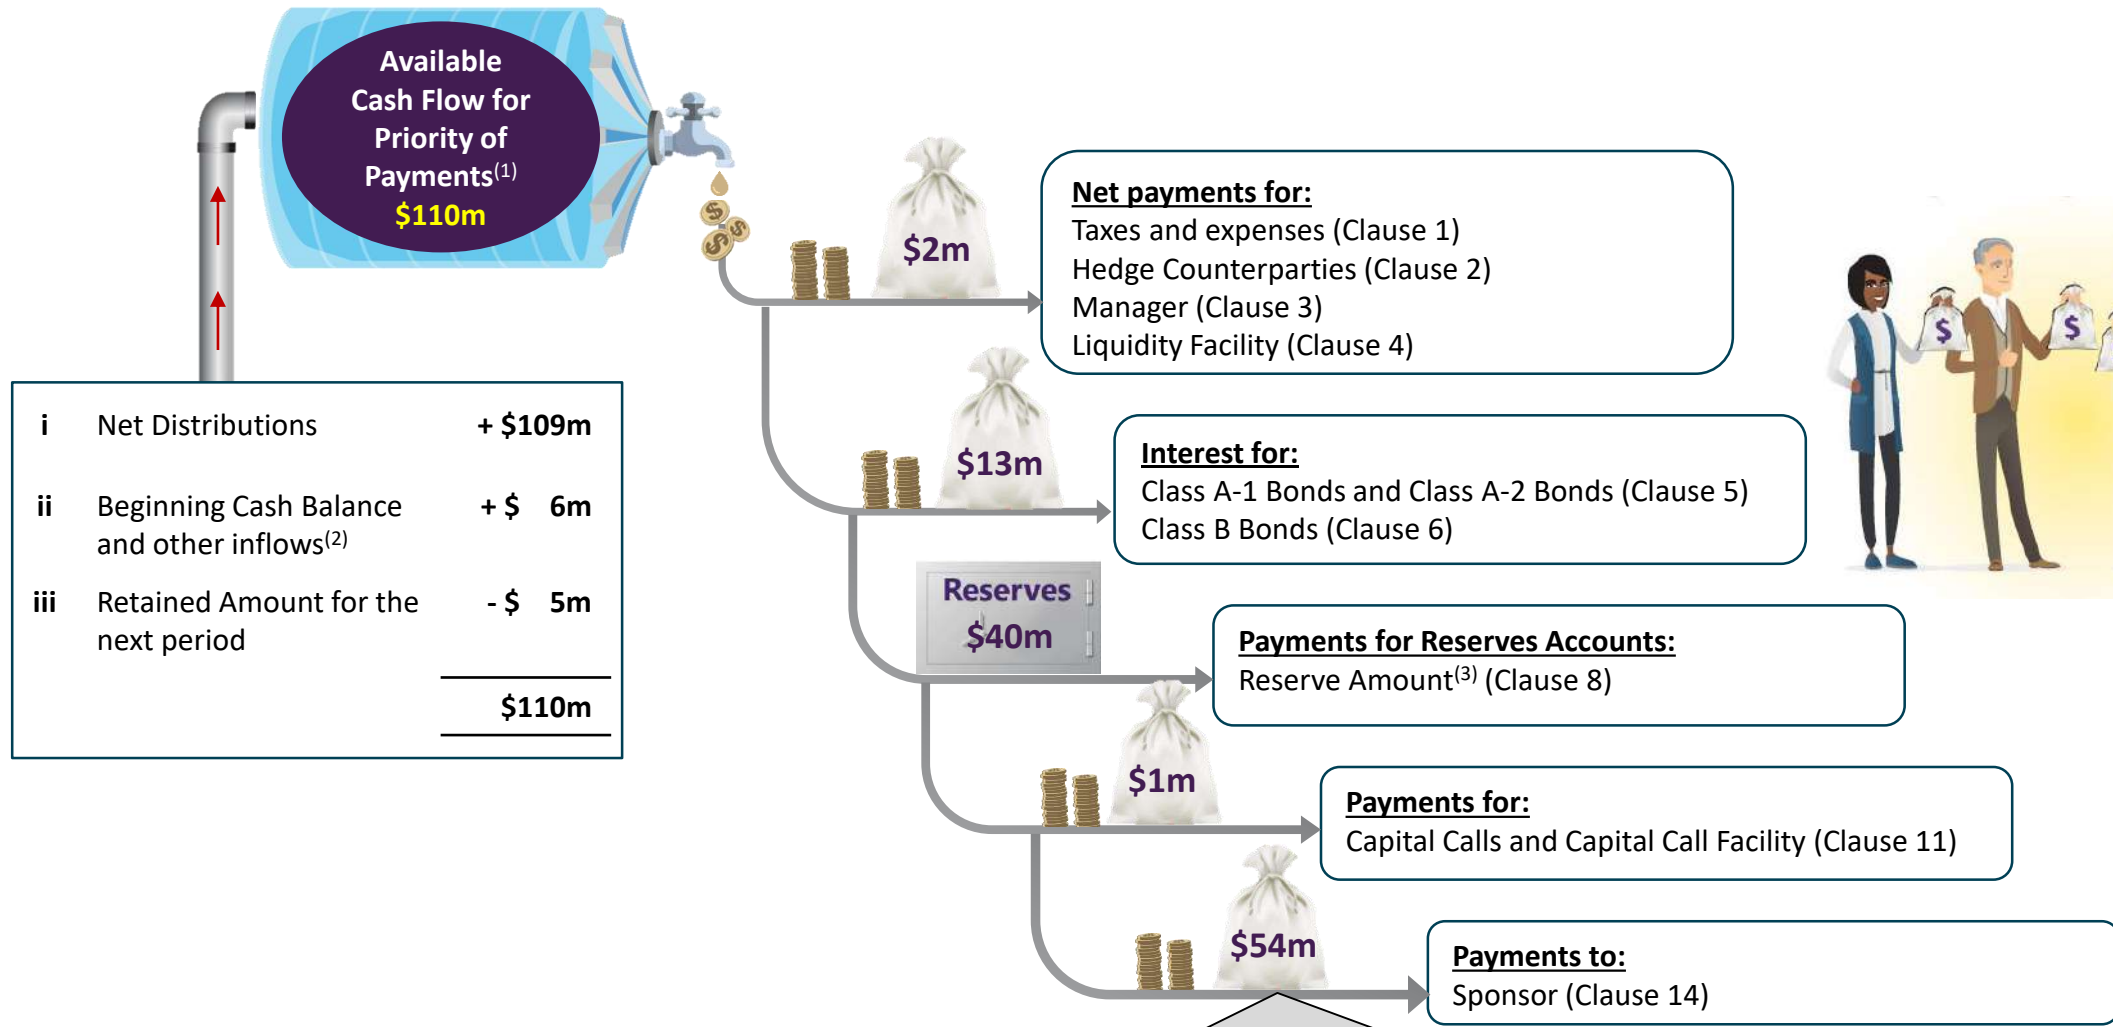 Available
Cash Flow for
Priority of
Payments(1)
$110m
i Net Distributions + $109m
ii Beginning Cash Balance + $ 6m
and other inflows(2)
iii Retained Amount for the - $ 5m
next period
$110m
$2m
Net payments for:
Taxes and expenses (Clause 1)
Hedge Counterparties (Clause 2)
Manager (Clause 3)
Liquidity Facility (Clause 4)
$13m
Interest for:
Class A-1 Bonds and Class A-2 Bonds (Clause 5)
Class B Bonds (Clause 6)
Reserves
$40m
Payments for Reserves Accounts:
Reserve Amount(3) (Clause 8)
$1m
Payments for:
Capital Calls and Capital Call Facility (Clause 11)
$54m
Payments to:
Sponsor (Clause 14)
$
$
$
$
$